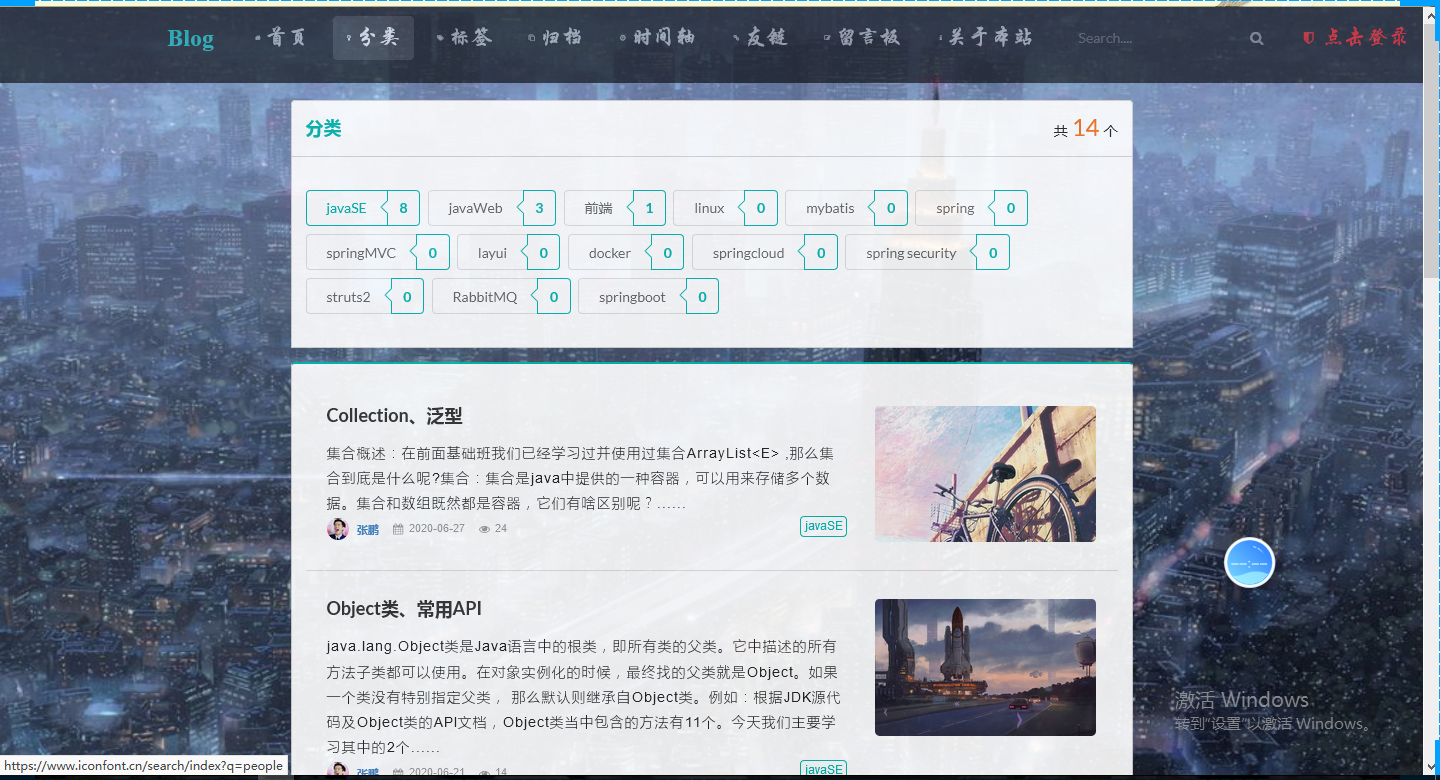 Blog 首页 分类 标签 归档 时间轴 友链 留言板 关于本站 Search.... 点击登录
分类 共 14 个
javaSE 8 javaWeb 3 前端 1 linux 0 mybatis 0 spring 0
springMVC 0 layui 0 docker 0 springcloud 0 spring security 0
struts2 0 RabbitMQ 0 springboot 0
Collection、泛型
集合概述：在前面基础班我们已经学习过并使用过集合ArrayList<E> ,那么集
合到底是什么呢?集合：集合是java中提供的一种容器，可以用来存储多个数
据。集合和数组既然都是容器，它们有啥区别呢？......
张鹏 2020-06-27 24 javaSE
Object类、常用API
java.lang.Object类是Java语言中的根类，即所有类的父类。它中描述的所有
方法子类都可以使用。在对象实例化的时候，最终找的父类就是Object。如果
一个类没有特别指定父类， 那么默认则继承自Object类。例如：根据JDK源代
码及Object类的API文档，Object类当中包含的方法有11个。今天我们主要学
习其中的2个......
张鹏 2020-06-21 14 javaSE
激活 Windows
转到"设置"以激活 Windows。
https://www.iconfont.cn/search/index?q=people